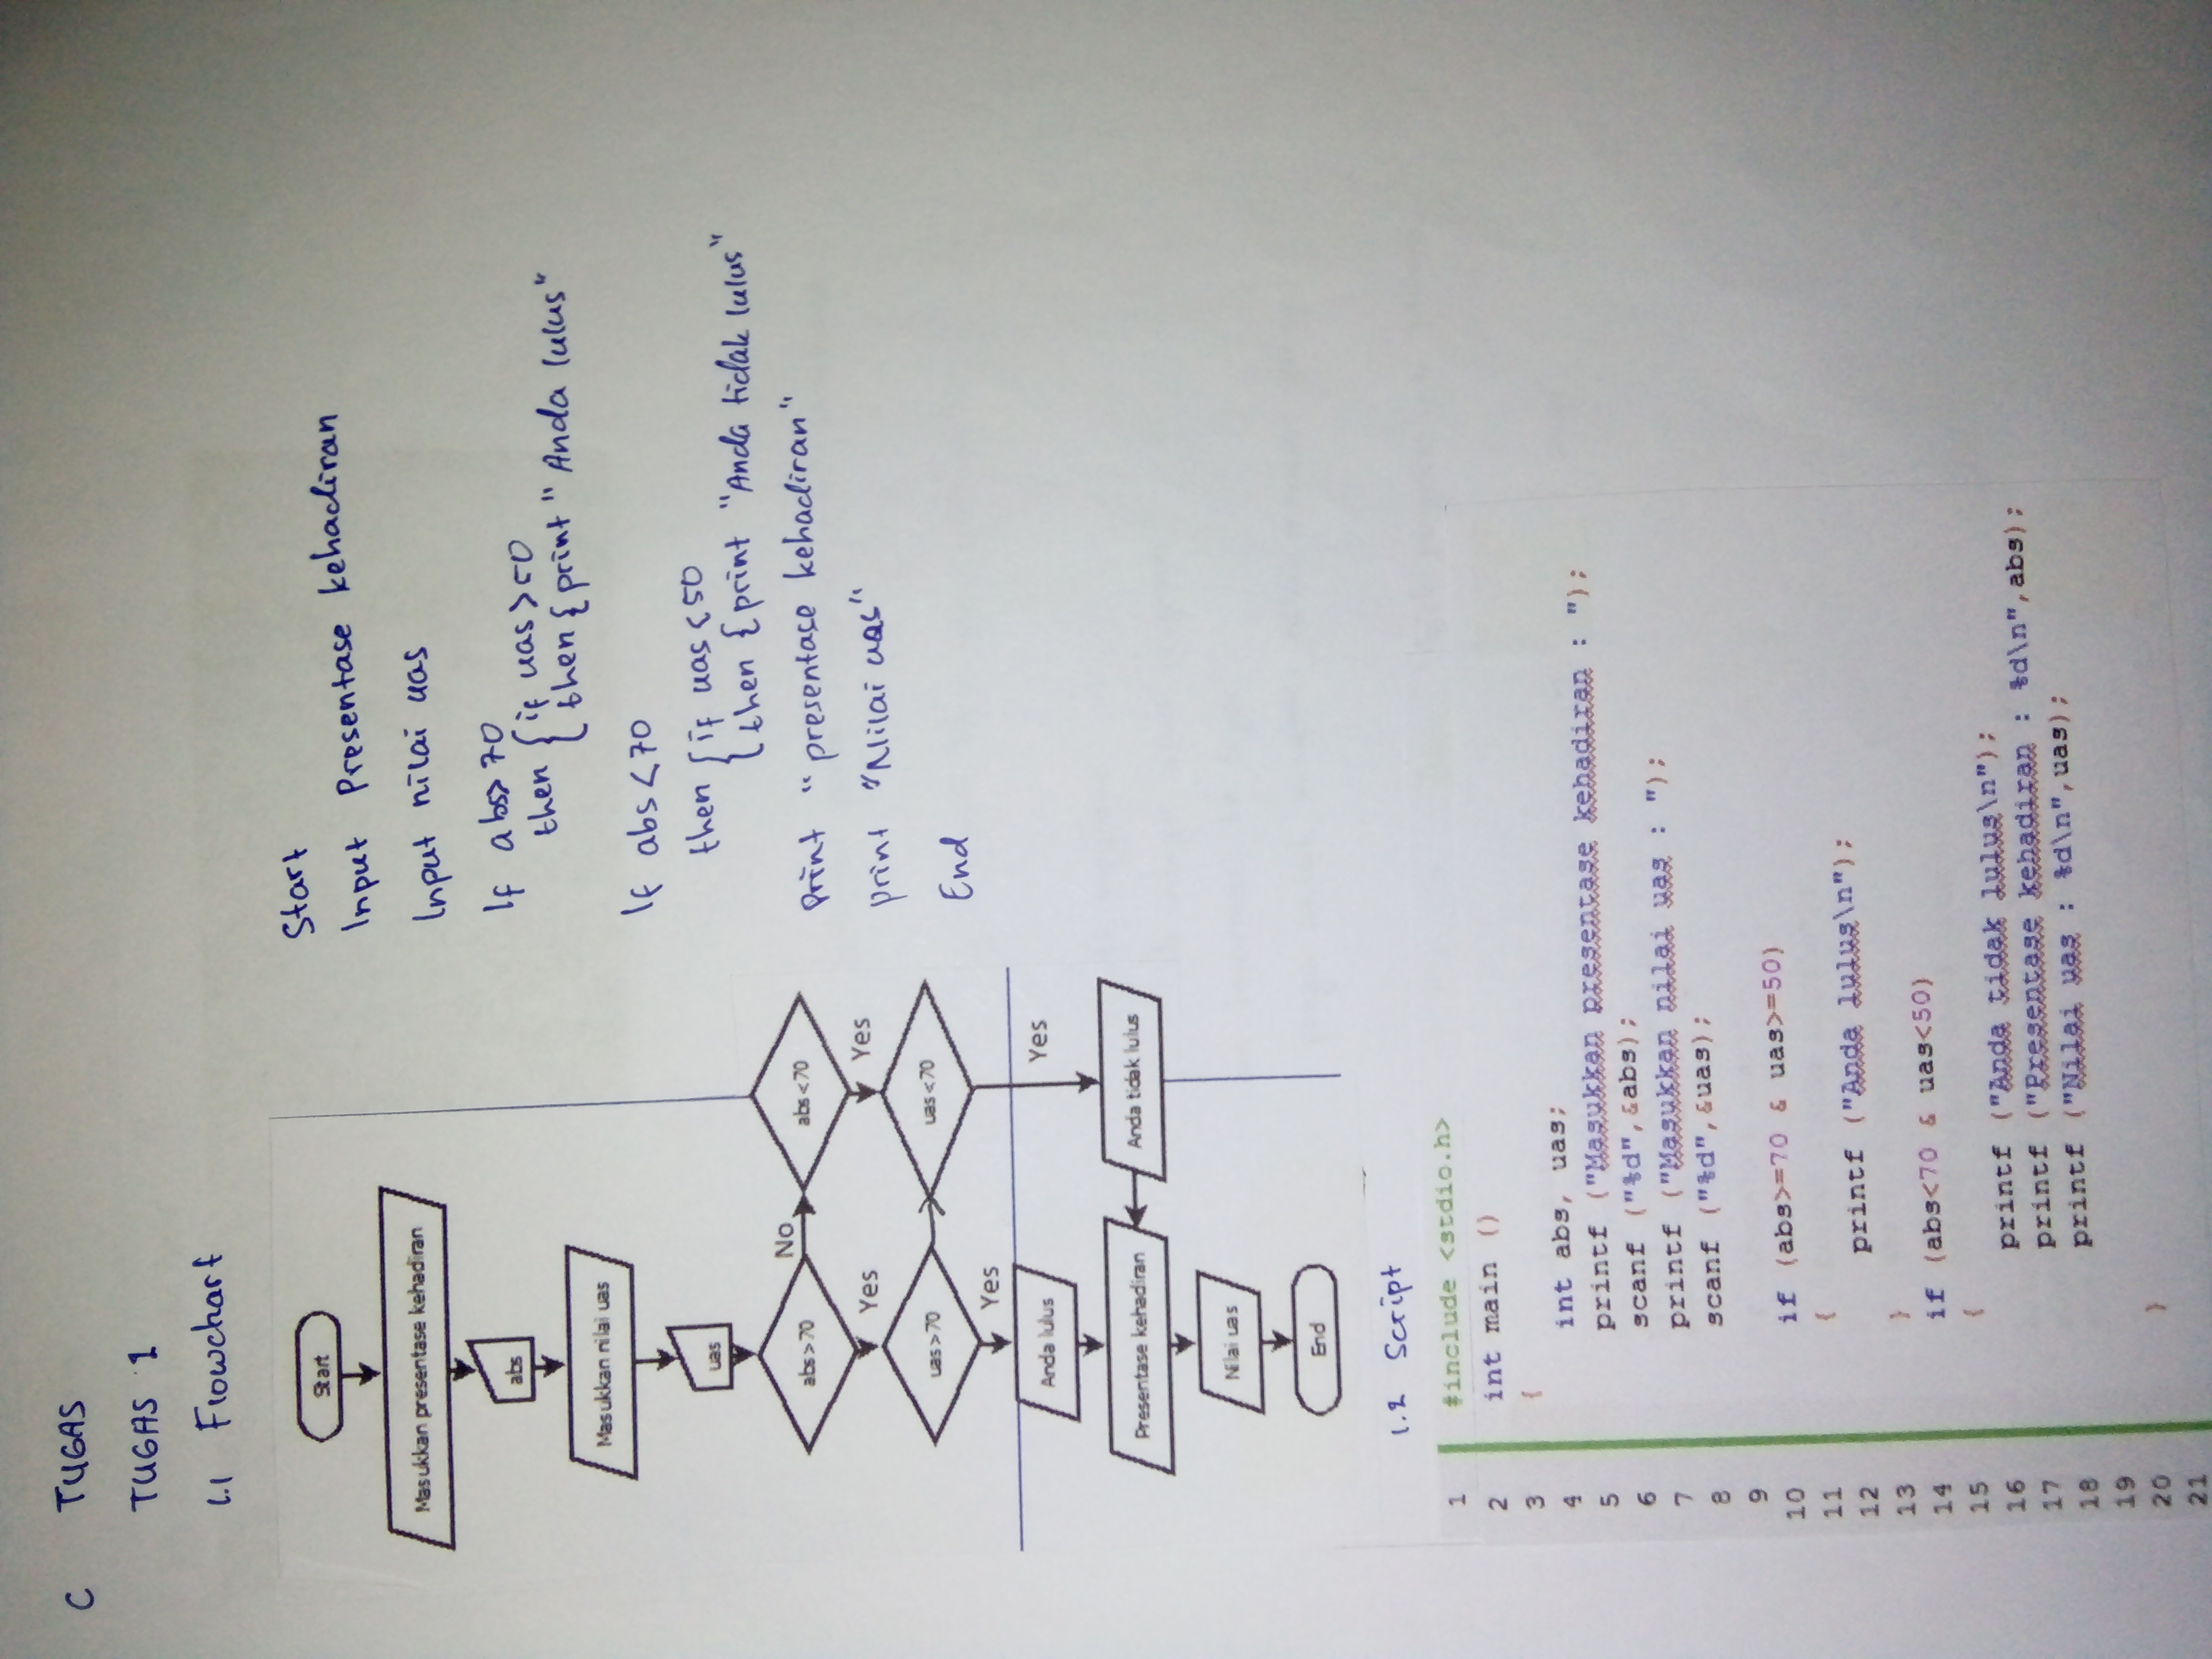 C TUGAS
TUGAS 1
1.1 Flowchart
Start
Masukkan presentase kehadiran
abs
Masukkan nilai uas
uas
abs>70
No
abs<70
Yes
Yes
uas>70
uas<70
Yes
Yes
Anda lulus
Anda tidak lulus
Presentase kehadiran
Nilai uas
End
Start
Input Presentase kehadiran
Input nilai uas
If abs>70
then { if uas>50
then { print "Anda lulus"
If abs<70
then { if uas<50
then { print "Anda tidak lulus"
Print "presentase kehadiran"
print "Nilai uas"
End
1.2 Script
1 #include <stdio.h>
2 int main ()
3 {
4 int abs, uas;
5 printf ("Masukkan presentase kehadiran : ");
6 scanf ("%d",&abs);
7 printf ("Masukkan nilai uas : ");
8 scanf ("%d",&uas);
9
10 if (abs>=70 & uas>=50)
11 {
12 printf ("Anda lulus\n");
13 }
14 if (abs<70 & uas<50)
15 {
16 printf ("Anda tidak lulus\n");
17 printf ("Presentase kehadiran : %d\n",abs);
18 printf ("Nilai uas : %d\n",uas);
19
20 }
21